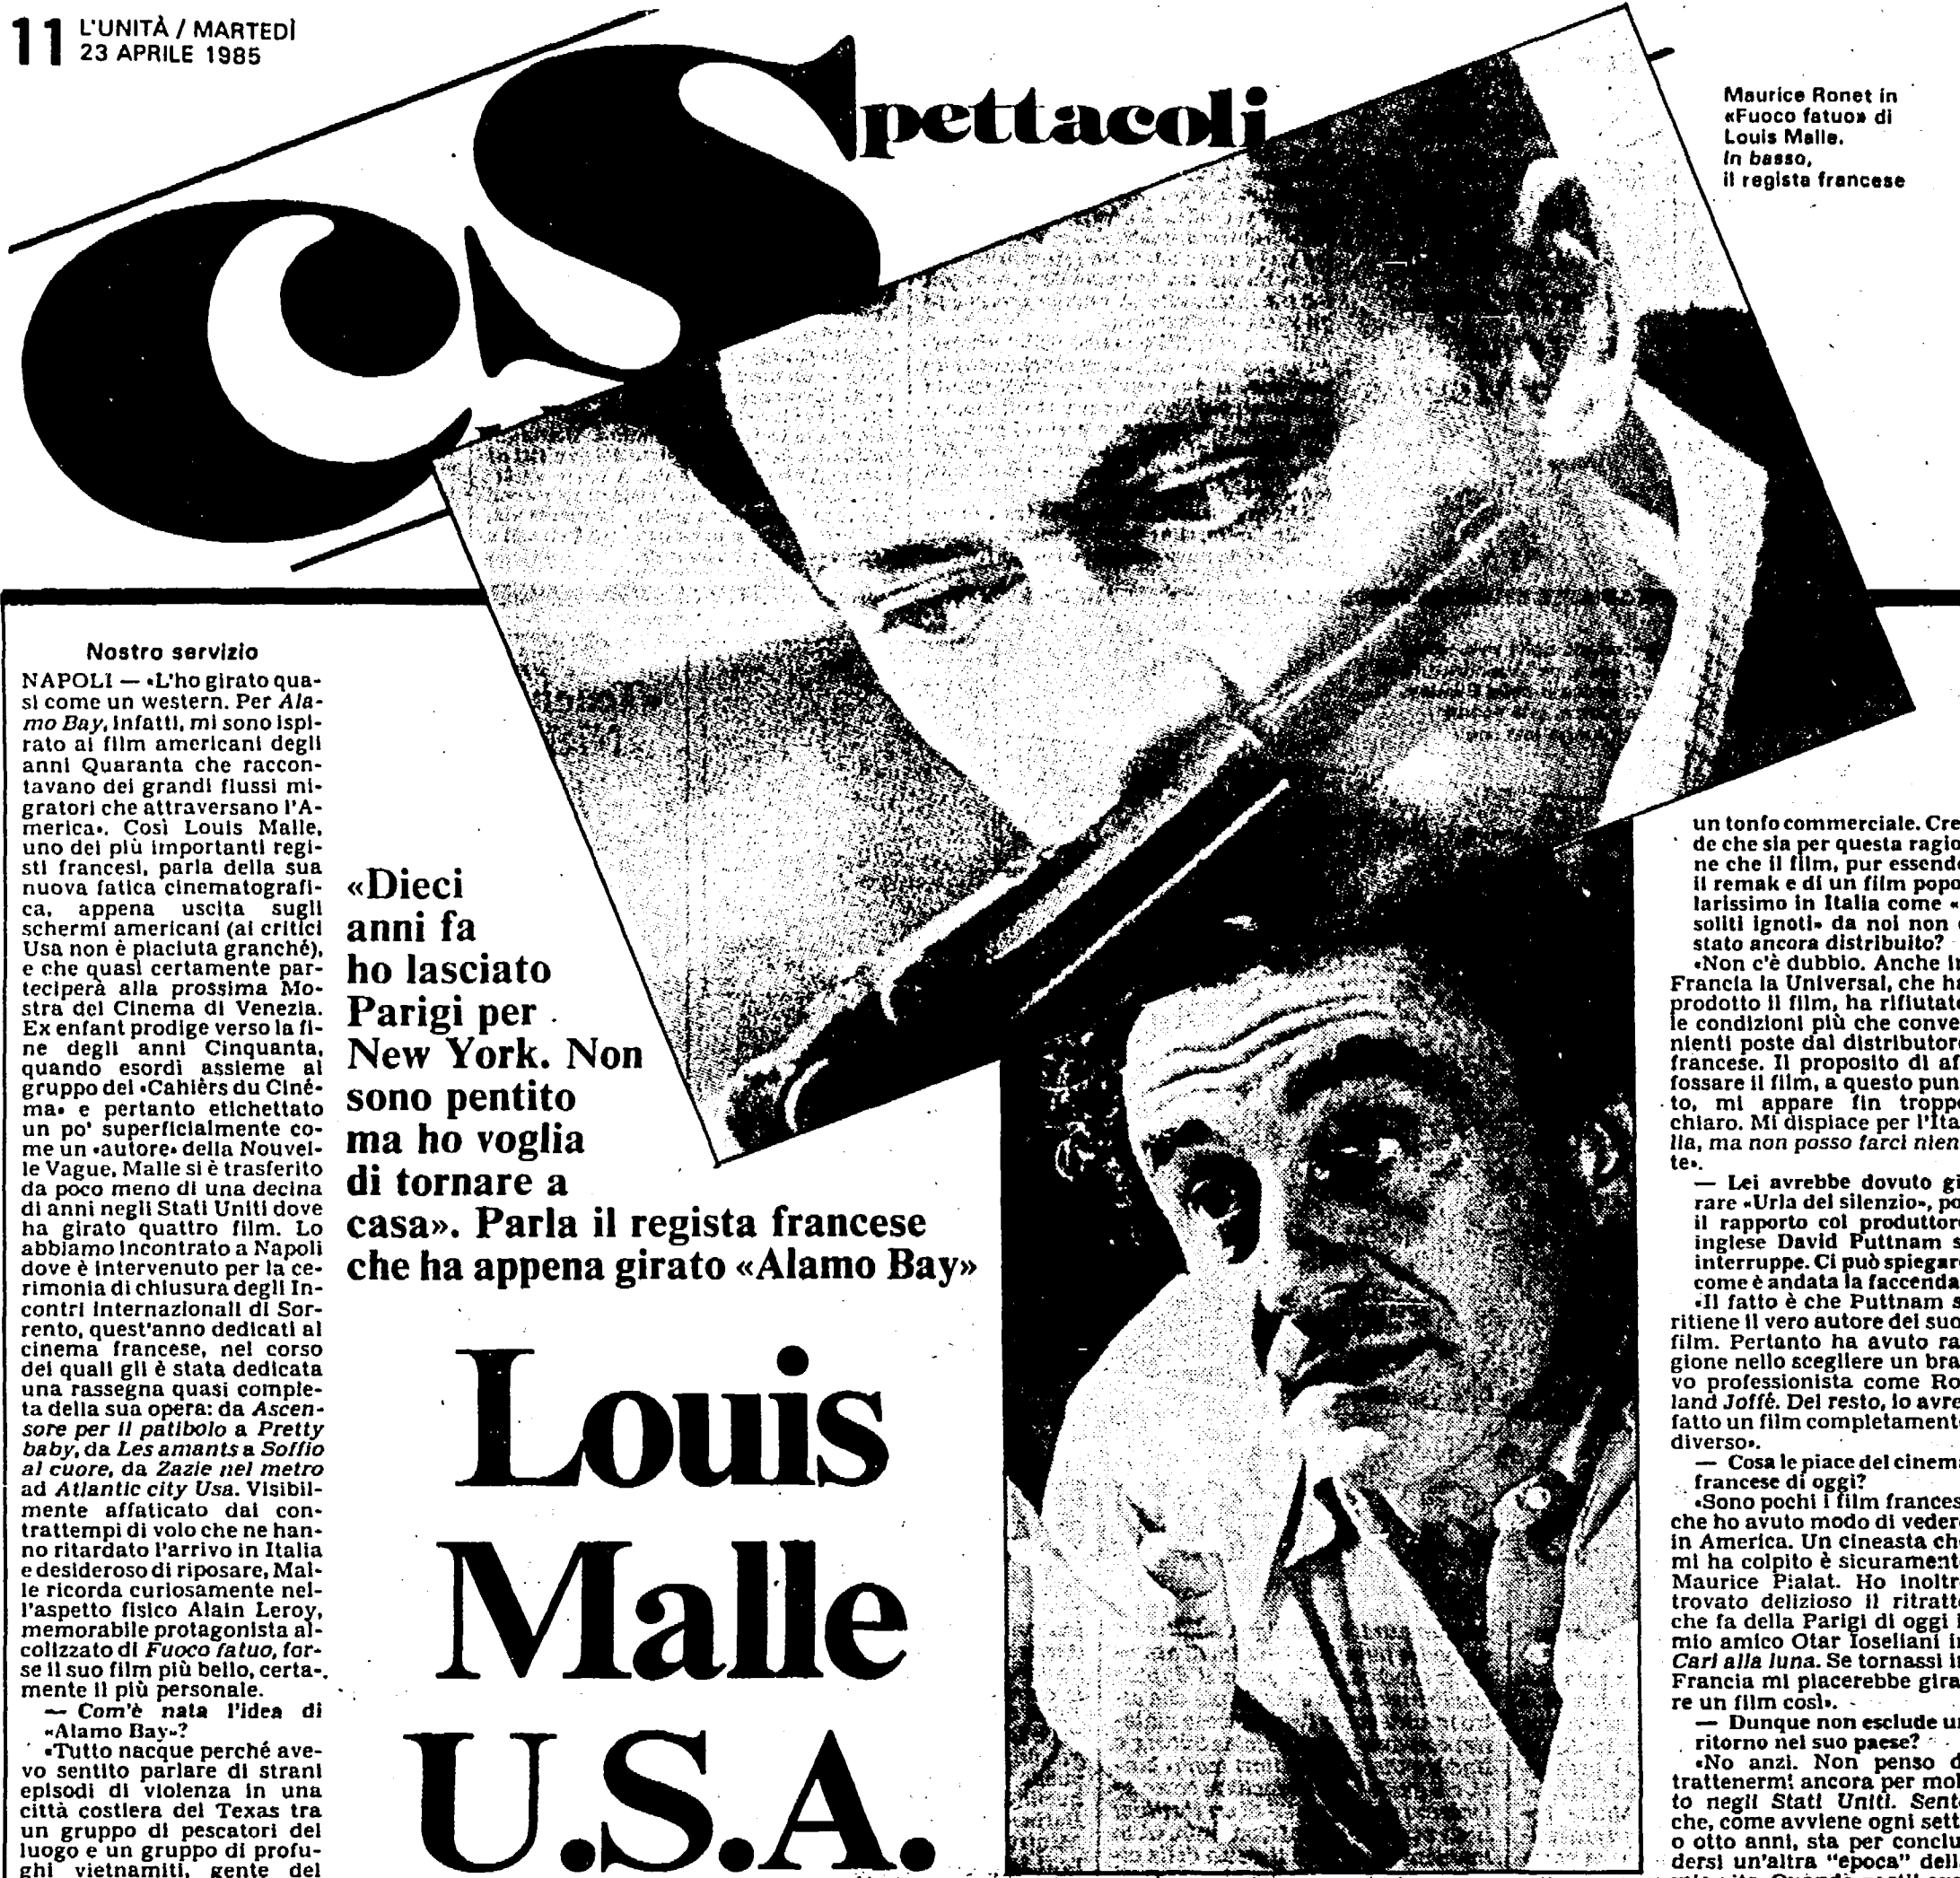 11 L'UNITÀ / MARTEDÌ
23 APRILE 1985
CS
pettacoli
Maurice Ronet in
«Fuoco fatuo» di
Louis Malle.
In basso,
il regista francese
Nostro servizio
NAPOLI — «L'ho girato qua-
si come un western. Per Ala-
mo Bay, infatti, mi sono ispi-
rato ai film americani degli
anni Quaranta che raccon-
tavano dei grandi flussi mi-
gratori che attraversano l'A-
merica». Così Louis Malle,
uno dei più importanti regi-
sti francesi, parla della sua
nuova fatica cinematografi-
ca, appena uscita sugli
schermi americani (ai critici
Usa non è piaciuta granché),
e che quasi certamente par-
teciperà alla prossima Mo-
stra del Cinema di Venezia.
Ex enfant prodige verso la fi-
ne degli anni Cinquanta,
quando esordì assieme al
gruppo dei «Cahièrs du Ciné-
ma» e pertanto etichettato
un po' superficialmente co-
me un «autore» della Nouvel-
le Vague, Malle si è trasferito
da poco meno di una decina
di anni negli Stati Uniti dove
ha girato quattro film. Lo
abbiamo incontrato a Napoli
dove è intervenuto per la ce-
rimonia di chiusura degli In-
contri internazionali di Sor-
rento, quest'anno dedicati al
cinema francese, nel corso
dei quali gli è stata dedicata
una rassegna quasi comple-
ta della sua opera: da Ascen-
sore per il patibolo a Pretty
baby, da Les amants a Soffio
al cuore, da Zazie nel metro
ad Atlantic city Usa. Visibil-
mente affaticato dai con-
trattempi di volo che ne han-
no ritardato l'arrivo in Italia
e desideroso di riposare, Mal-
le ricorda curiosamente nel-
l'aspetto fisico Alain Leroy,
memorabile protagonista al-
colizzato di Fuoco fatuo, for-
se il suo film più bello, certa-
mente il più personale.
— Com'è nata l'idea di
«Alamo Bay»?
«Tutto nacque perché ave-
vo sentito parlare di strani
episodi di violenza in una
città costiera del Texas tra
un gruppo di pescatori del
luogo e un gruppo di profu-
ghi vietnamiti, gente del
«Dieci
anni fa
ho lasciato
Parigi per
New York. Non
sono pentito
ma ho voglia
di tornare a
casa». Parla il regista francese
che ha appena girato «Alamo Bay»
Louis
Malle
U.S.A.
un tonfo commerciale. Cre
de che sia per questa ragio
ne che il film, pur essend
il remak e di un film popo
larissimo in Italia come «
soliti ignoti» da noi non
stato ancora distribuito?
«Non c'è dubbio. Anche in
Francia la Universal, che ha
prodotto il film, ha rifiutat
le condizioni più che conve
nienti poste dal distributor
francese. Il proposito di af
fossare il film, a questo pun
to, mi appare fin tropp
chiaro. Mi dispiace per l'Ita
lia, ma non posso farci nien
te».
— Lei avrebbe dovuto gi
rare «Urla del silenzio», po
il rapporto col produttor
inglese David Puttnam s
interruppe. Ci può spiegar
come è andata la faccenda
«Il fatto è che Puttnam s
ritiene il vero autore dei suo
film. Pertanto ha avuto ra
gione nello scegliere un bra
vo professionista come Ro
land Joffé. Del resto, io avre
fatto un film completament
diverso».
— Cosa le piace del cinema
francese di oggi?
«Sono pochi i film frances
che ho avuto modo di veder
in America. Un cineasta ch
mi ha colpito è sicurament
Maurice Pialat. Ho inoltr
trovato delizioso il ritratt
che fa della Parigi di oggi i
mio amico Otar Ioseliani in
Cari alla luna. Se tornassi in
Francia mi piacerebbe gira
re un film così».
— Dunque non esclude un
ritorno nel suo paese?
«No anzi. Non penso d
trattenermi ancora per mol
to negli Stati Uniti. Sent
che, come avviene ogni sett
o otto anni, sta per conclu
dersi un'altra "epoca" dell